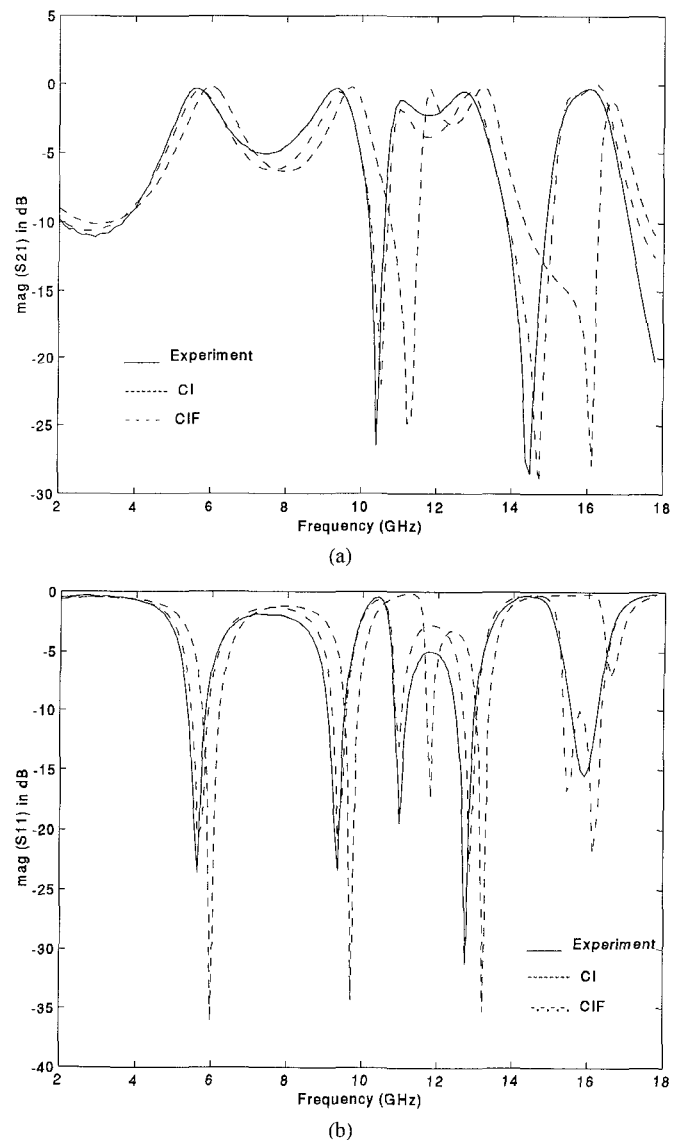 5
0
-5
-10
-15
-20
-25
-30
mag (S21) in dB
Experiment
CI
CIF
2 4 6 8 10 12 14 16 18
Frequency (GHz)
(a)
0
-5
-10
-15
-20
-25
-30
-35
-40
mag (S11) in dB
Experiment
CI
CIF
2 4 6 8 10 12 14 16 18
Frequency (GHz)
(b)